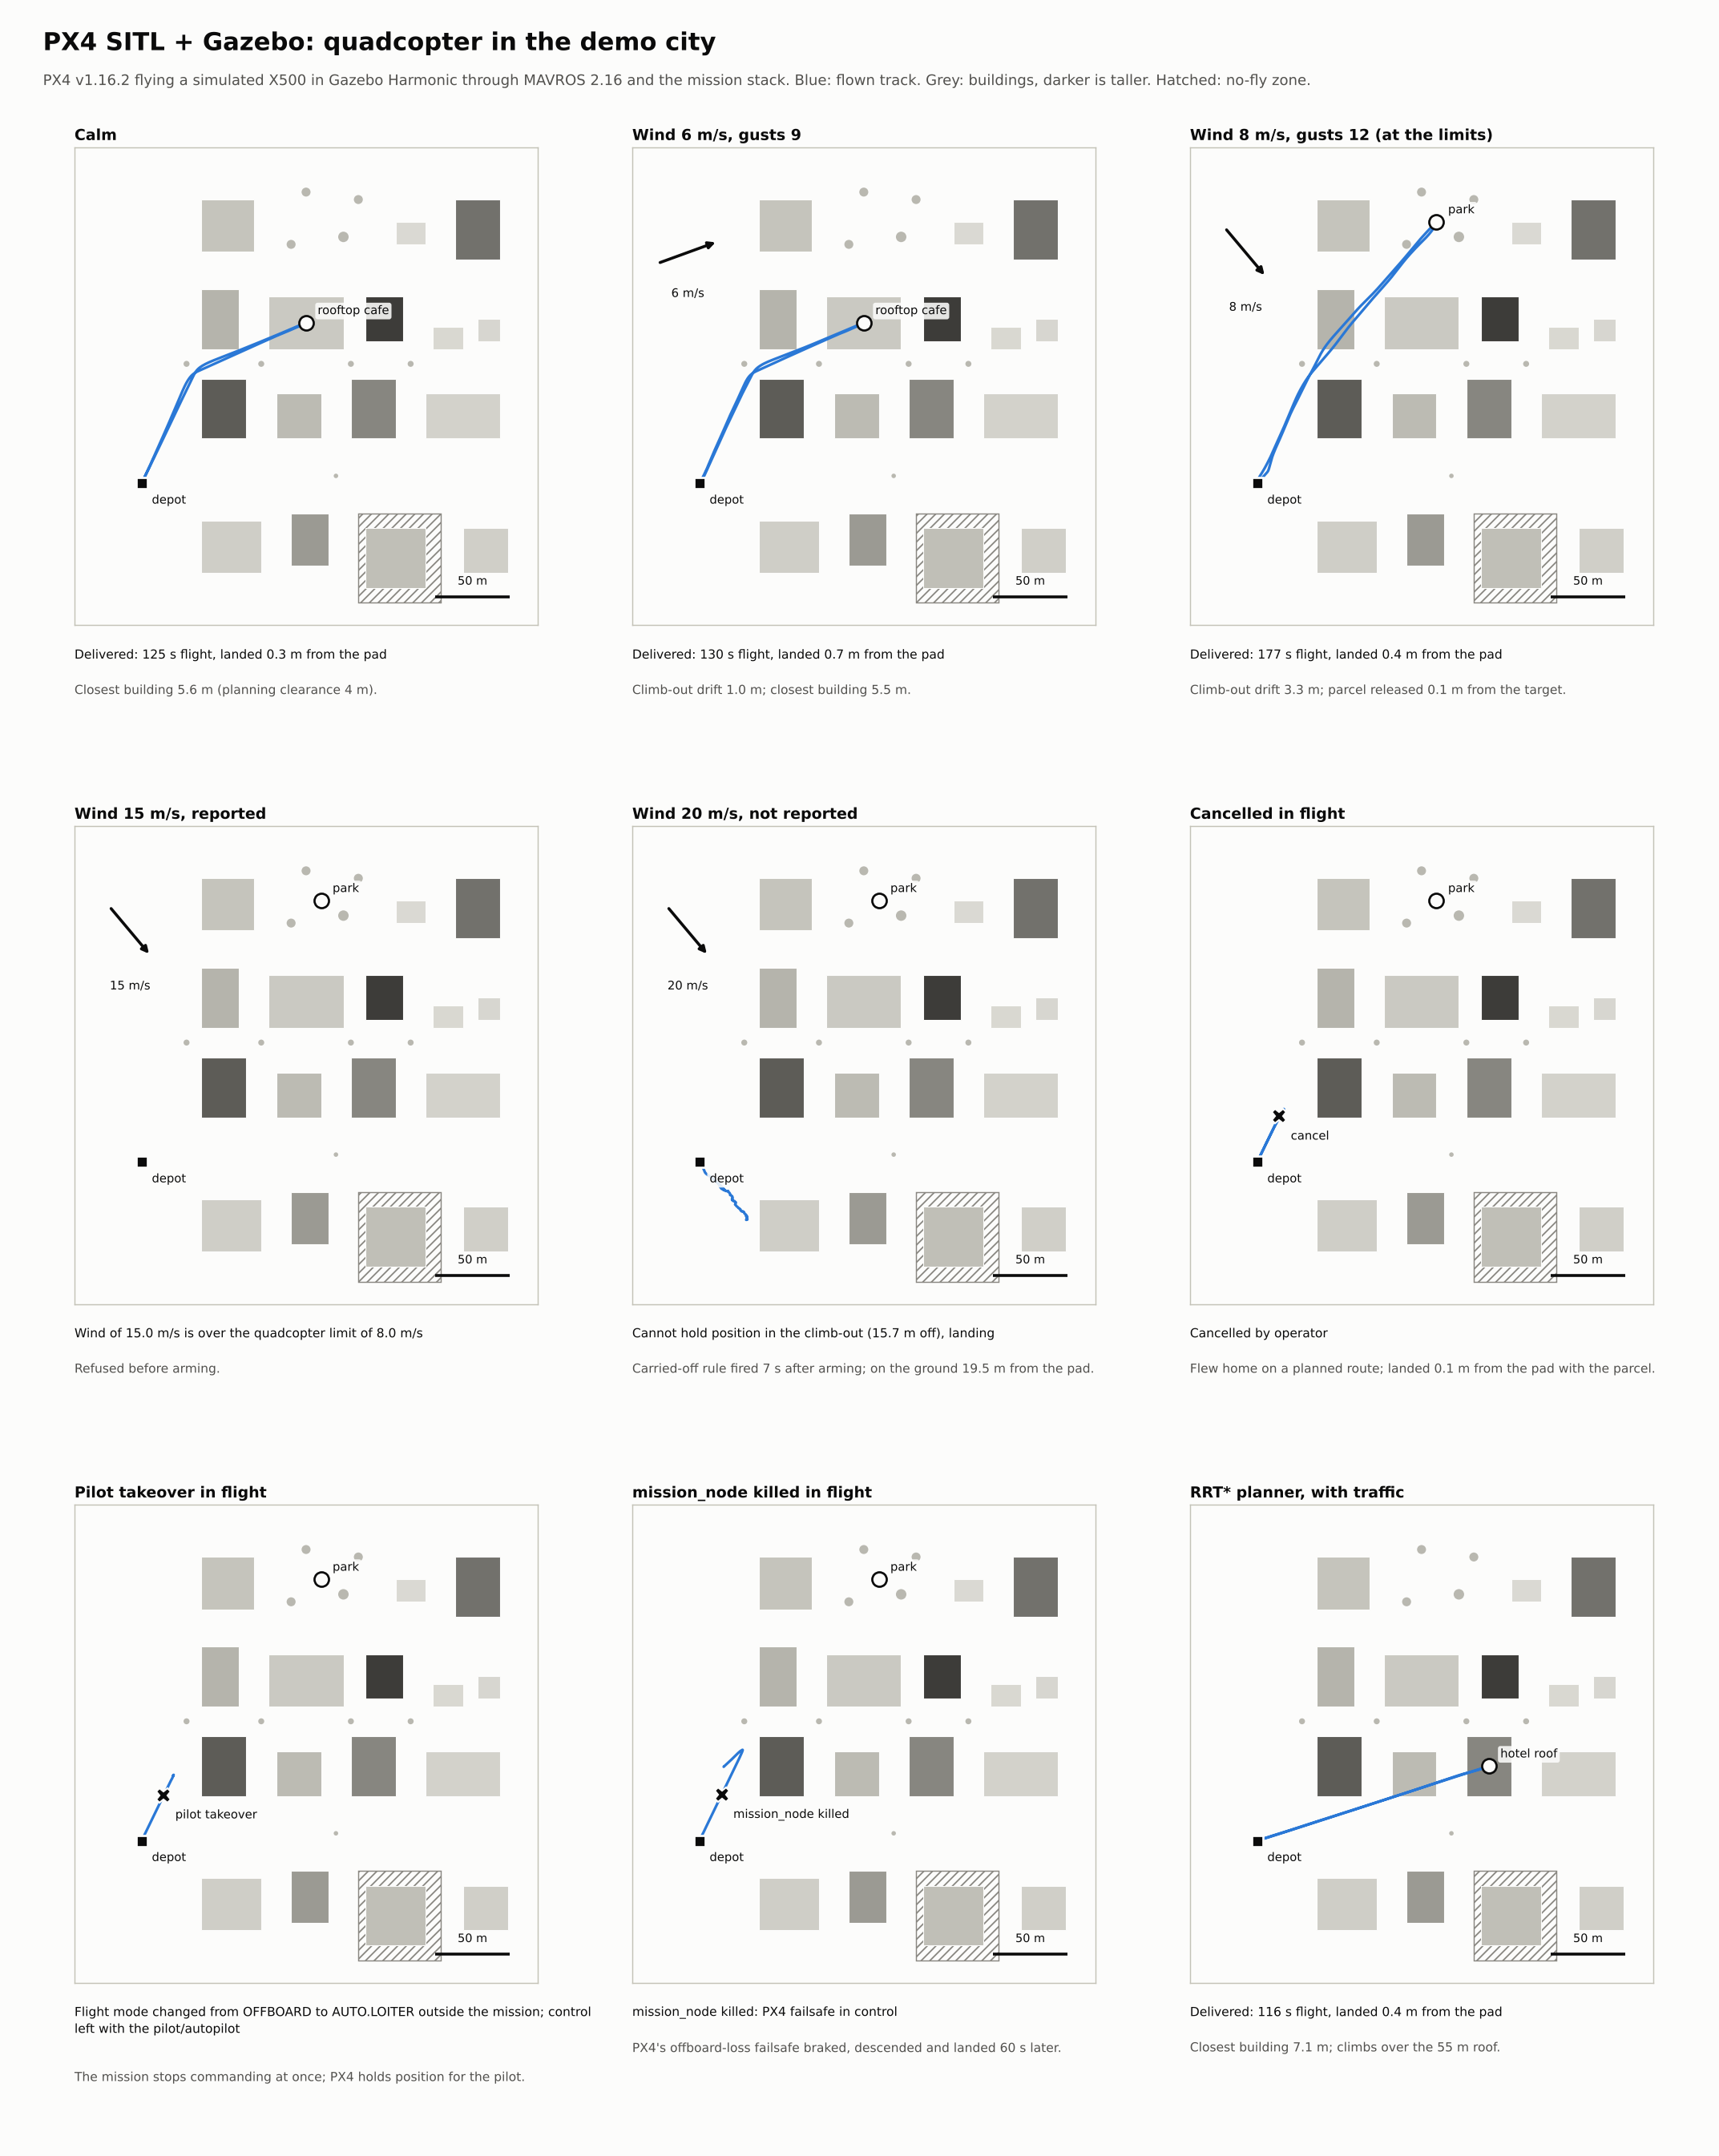 PX4 SITL + Gazebo: quadcopter in the demo city
PX4 v1.16.2 flying a simulated X500 in Gazebo Harmonic through MAVROS 2.16 and the mission stack. Blue: flown track. Grey: buildings, darker is taller. Hatched: no-fly zone.
Calm
rooftop cafe
depot
50 m
Delivered: 125 s flight, landed 0.3 m from the pad
Closest building 5.6 m (planning clearance 4 m).
Wind 6 m/s, gusts 9
6 m/s
rooftop cafe
depot
50 m
Delivered: 130 s flight, landed 0.7 m from the pad
Climb-out drift 1.0 m; closest building 5.5 m.
Wind 8 m/s, gusts 12 (at the limits)
park
8 m/s
depot
50 m
Delivered: 177 s flight, landed 0.4 m from the pad
Climb-out drift 3.3 m; parcel released 0.1 m from the target.
Wind 15 m/s, reported
park
15 m/s
depot
50 m
Wind of 15.0 m/s is over the quadcopter limit of 8.0 m/s
Refused before arming.
Wind 20 m/s, not reported
park
20 m/s
depot
50 m
Cannot hold position in the climb-out (15.7 m off), landing
Carried-off rule fired 7 s after arming; on the ground 19.5 m from the pad.
Cancelled in flight
park
cancel
depot
50 m
Cancelled by operator
Flew home on a planned route; landed 0.1 m from the pad with the parcel.
Pilot takeover in flight
park
pilot takeover
depot
50 m
Flight mode changed from OFFBOARD to AUTO.LOITER outside the mission; control
left with the pilot/autopilot
The mission stops commanding at once; PX4 holds position for the pilot.
mission_node killed in flight
park
mission_node killed
depot
50 m
mission_node killed: PX4 failsafe in control
PX4's offboard-loss failsafe braked, descended and landed 60 s later.
RRT* planner, with traffic
hotel roof
depot
50 m
Delivered: 116 s flight, landed 0.4 m from the pad
Closest building 7.1 m; climbs over the 55 m roof.